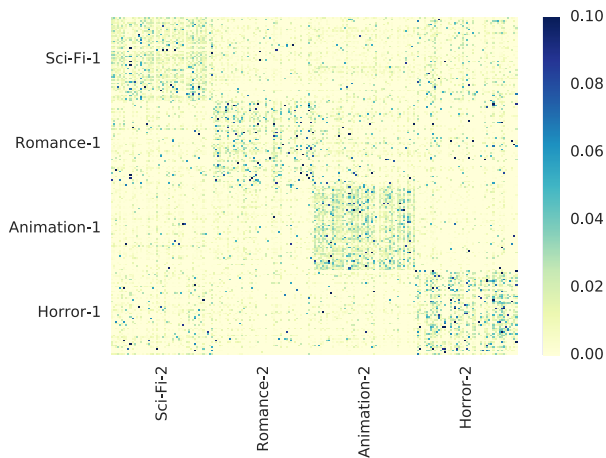 Sci-Fi-1
Romance-1
Animation-1
Horror-1
Sci-Fi-2
Romance-2
Animation-2
Horror-2
0.10
0.08
0.06
0.04
0.02
0.00